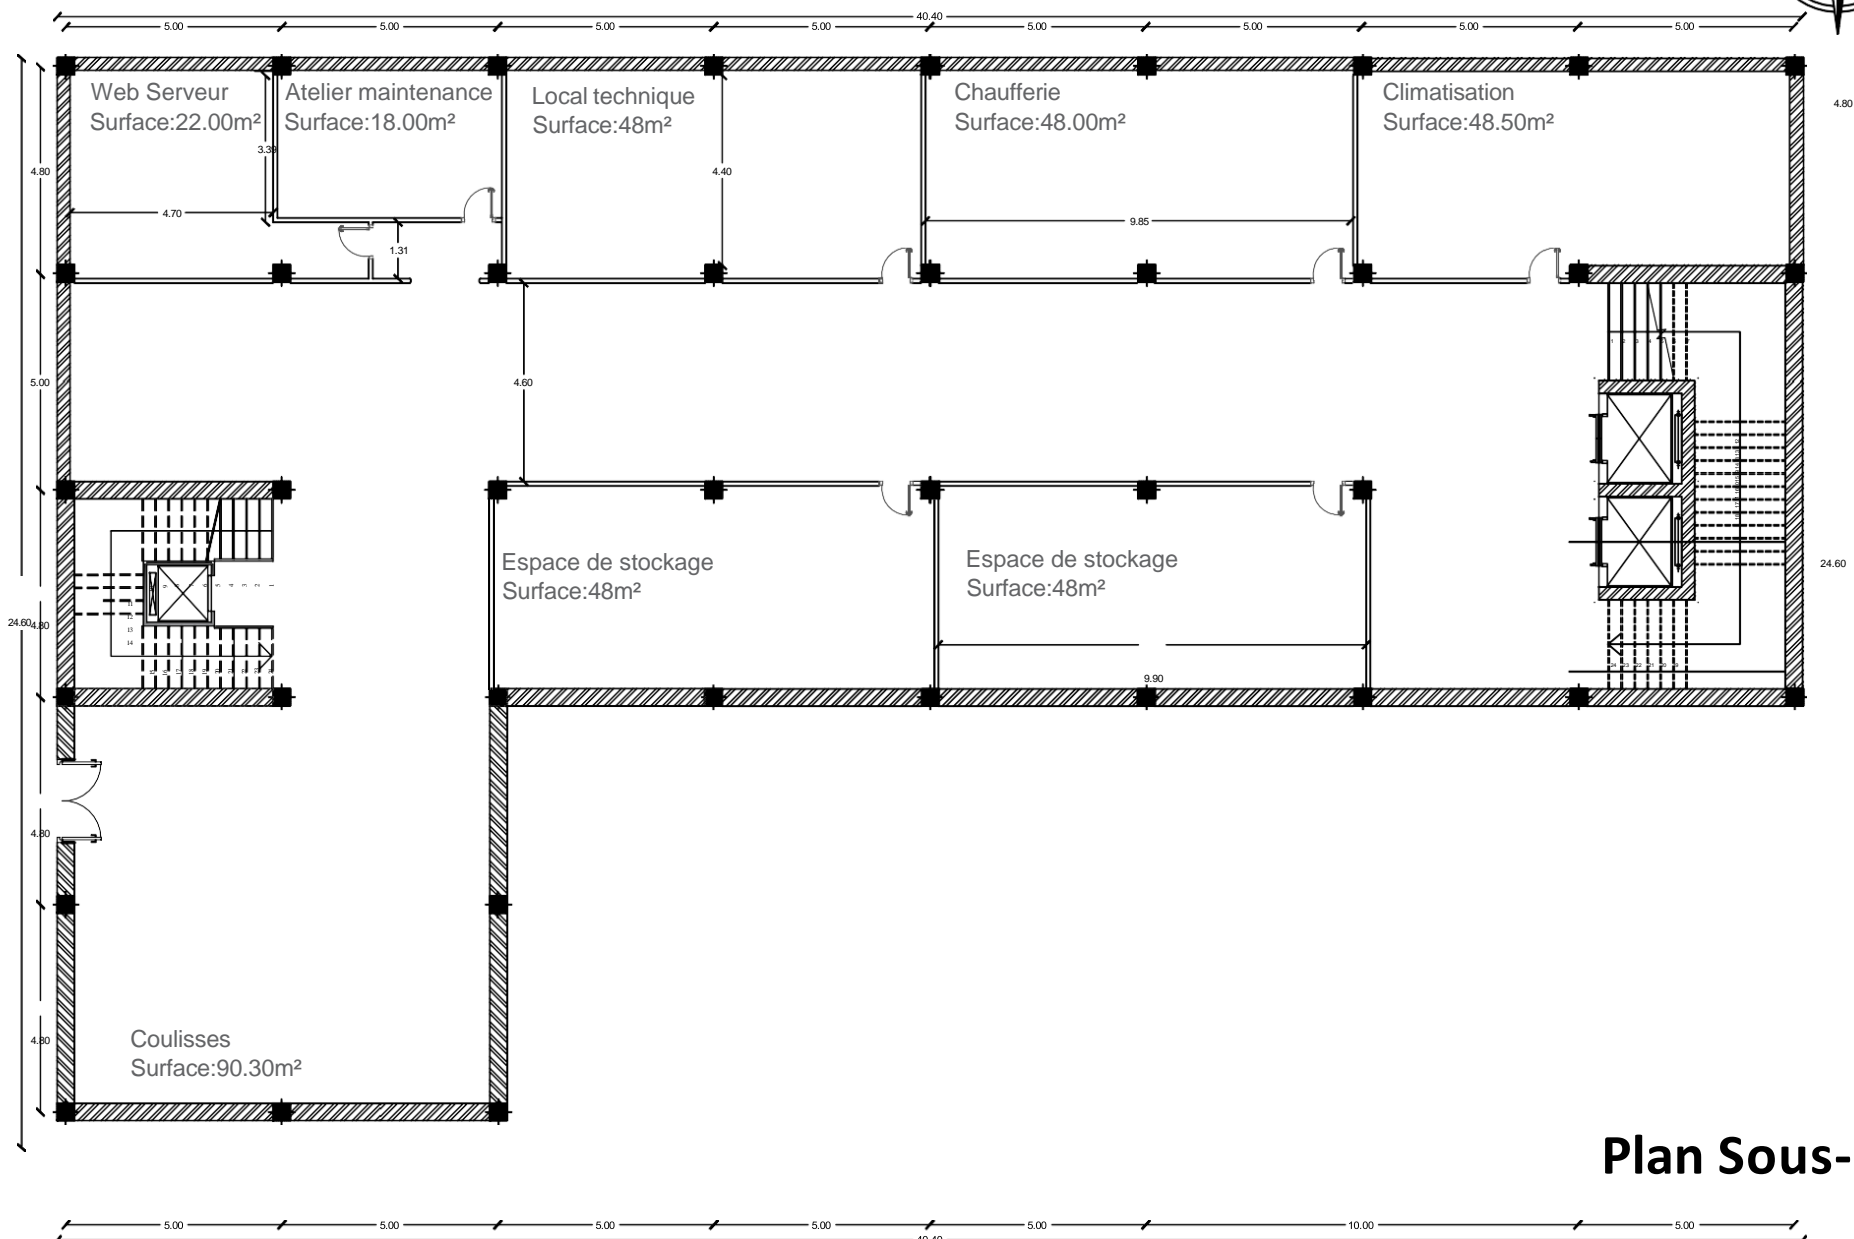 40.40
5.00 5.00 5.00 5.00 5.00 5.00 5.00 5.00
Web Serveur
Surface:22.00m²
Atelier maintenance
Surface:18.00m²
Local technique
Surface:48m²
Chaufferie
Surface:48.00m²
Climatisation
Surface:48.50m²
4.80
3.39
4.80
4.40
4.70
9.85
1.31
5.00
4.60
Espace de stockage
Surface:48m²
Espace de stockage
Surface:48m²
24.60
24.60
4.80
9.90
4.80
Coulisses
Surface:90.30m²
4.80
Plan Sous-
5.00 5.00 5.00 5.00 5.00 10.00 5.00
40.40